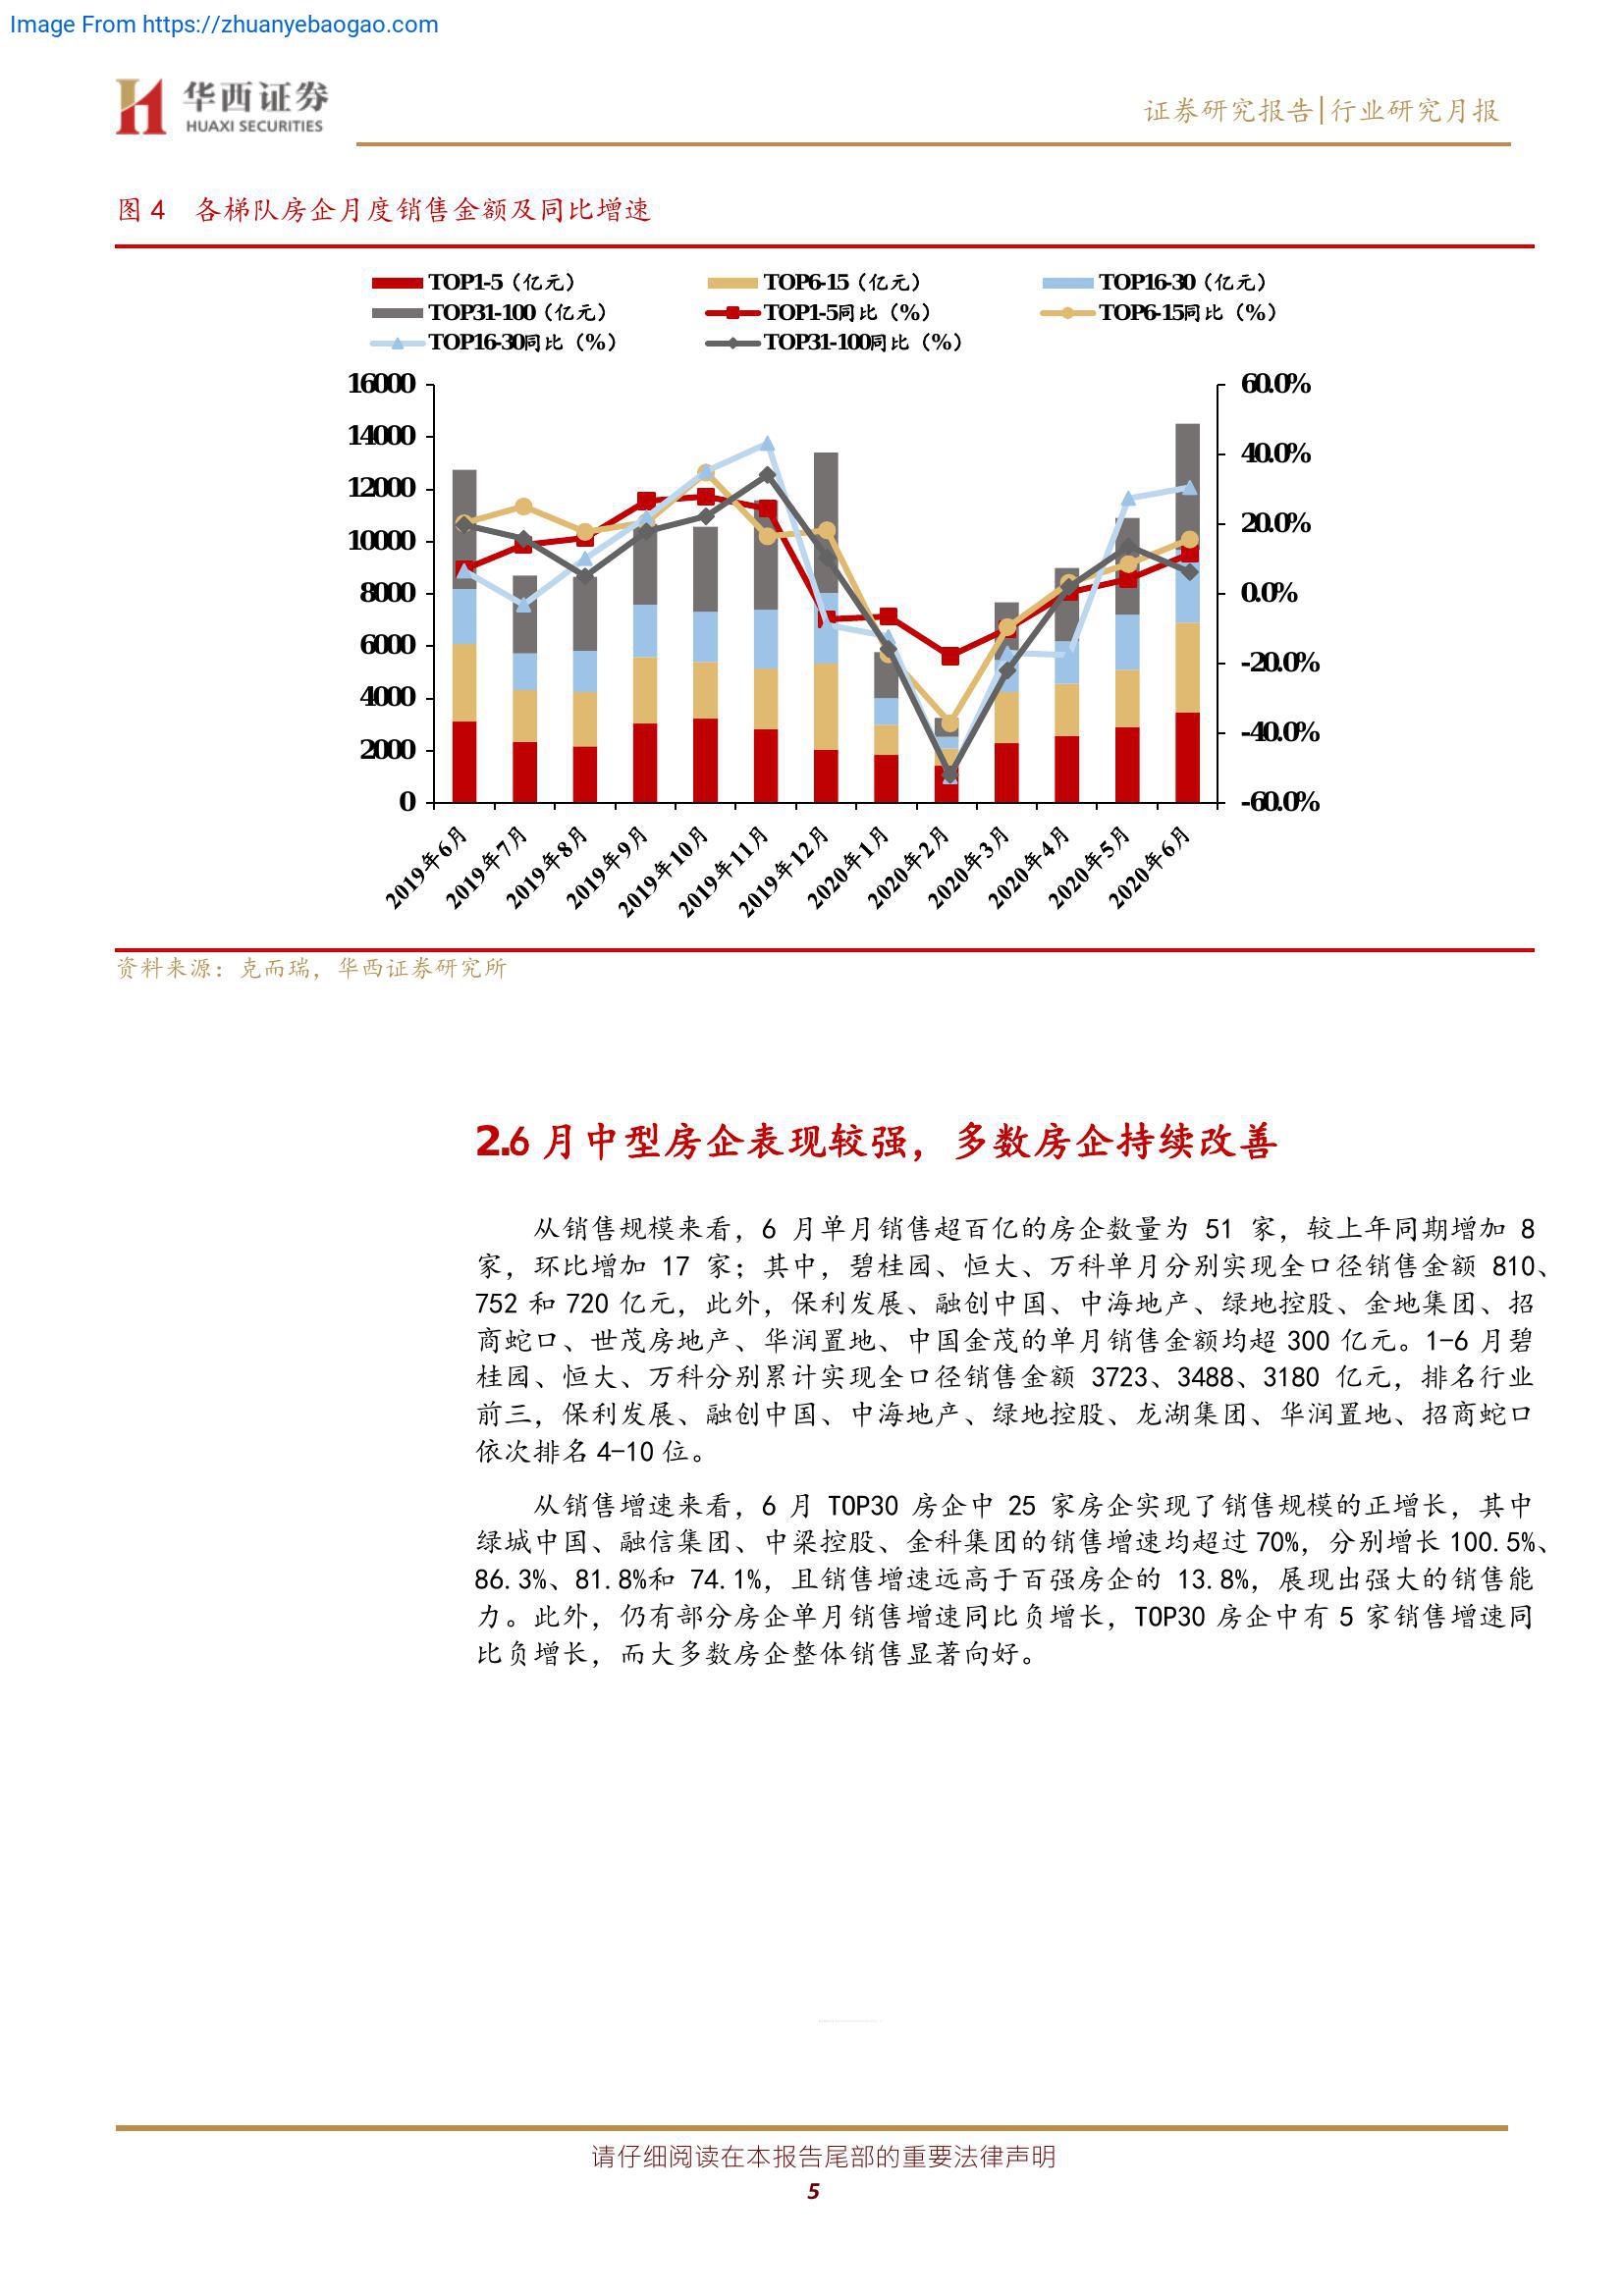 Image From https://zhuanyebaogao.com
华西证券
HUAXI SECURITIES
证券研究报告|行业研究月报
图 4 各梯队房企月度销售金额及同比增速
TOP1-5（亿元） TOP6-15（亿元） TOP16-30（亿元）
TOP31-100（亿元） TOP1-5同比（%） TOP6-15同比（%）
TOP16-30同比（%） TOP31-100同比（%）
16000 60.0%
14000 40.0%
12000 20.0%
10000 0.0%
8000 -20.0%
6000 -40.0%
4000 -60.0%
2000
0
2019年6月 2019年7月 2019年8月 2019年9月 2019年10月 2019年11月 2019年12月 2020年1月 2020年2月 2020年3月 2020年4月 2020年5月 2020年6月
资料来源：克而瑞，华西证券研究所
2.6 月中型房企表现较强，多数房企持续改善
从销售规模来看，6 月单月销售超百亿的房企数量为 51 家，较上年同期增加 8
家，环比增加 17 家；其中，碧桂园、恒大、万科单月分别实现全口径销售金额 810、
752 和 720 亿元，此外，保利发展、融创中国、中海地产、绿地控股、金地集团、招
商蛇口、世茂房地产、华润置地、中国金茂的单月销售金额均超 300 亿元。1-6 月碧
桂园、恒大、万科分别累计实现全口径销售金额 3723、3488、3180 亿元，排名行业
前三，保利发展、融创中国、中海地产、绿地控股、龙湖集团、华润置地、招商蛇口
依次排名 4-10 位。
从销售增速来看，6 月 TOP30 房企中 25 家房企实现了销售规模的正增长，其中
绿城中国、融信集团、中梁控股、金科集团的销售增速均超过 70%，分别增长 100.5%、
86.3%、81.8%和 74.1%，且销售增速远高于百强房企的 13.8%，展现出强大的销售能
力。此外，仍有部分房企单月销售增速同比负增长，TOP30 房企中有 5 家销售增速同
比负增长，而大多数房企整体销售显著向好。
请仔细阅读在本报告尾部的重要法律声明
5